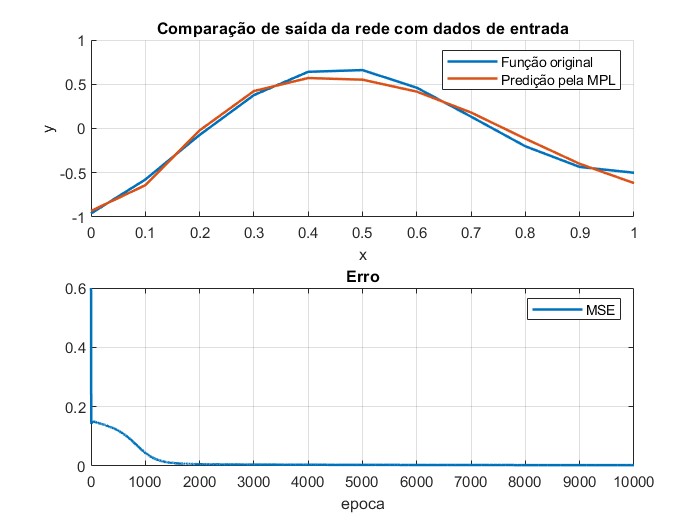 Comparação de saída da rede com dados de entrada
1
Função original
Predição pela MPL
0.5
y
0
-0.5
-1
0 0.1 0.2 0.3 0.4 0.5 0.6 0.7 0.8 0.9 1
x
Erro
0.6
MSE
0.4
0.2
0
0 1000 2000 3000 4000 5000 6000 7000 8000 9000 10000
epoca